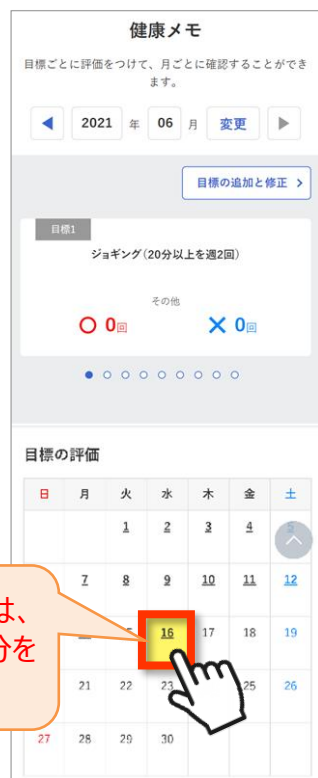 健康メモ
目標ごとに評価をつけて、月ごとに確認することができ
ます。
2021 年 06 月 変更
目標の追加と修正
目標1
ジョギング(20分以上を週2回)
その他
0回 0回
目標の評価
日 月 火 水 木 金 土
1 2 3 4
7 8 9 10 11 12
は、
16 17 18 19
分を
21 22 23 25 26
27 28 29 30